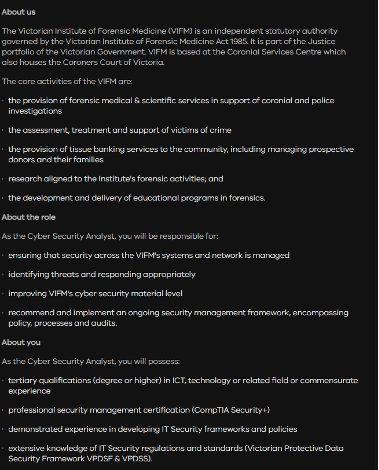 About us
The Victorian Institute of Forensic Medicine (VIFM) is an independent statutory authority
governed by the Victorian Institute of Forensic Medicine Act 1985. It is part of the Justice
portfolio of the Victorian Government, VIFM is based at the Coronial Services Centre which
also houses the Coroners Court of Victoria.
The core activities of the VIFM are:
· the provision of forensic medical & scientific services in support of coronial and police
investigations
· the assessment, treatment and support of victims of crime
· the provision of tissue banking services to the community, including managing prospective
donors and their families
· research aligned to the Institute's forensic activities; and
· the development and delivery of educational programs in forensics.
About the role
As the Cyber Security Analyst, you will be responsible for:
· ensuring that security across the VIFM's systems and network is managed
· identifying threats and responding appropriately
· improving VIFM's cyber security material level
· recommend and implement an ongoing security management framework, encompassing
policy, processes and audits.
About you
As the Cyber Security Analyst, you will possess:
· tertiary qualifications (degree or higher) in ICT, technology or related field or commensurate
experience
· professional security management certification (CompTIA Security+)
· demonstrated experience in developing IT Security frameworks and policies
· extensive knowledge of IT Security regulations and standards (Victorian Protective Data
Security Framework VPDSF & VPDSS).